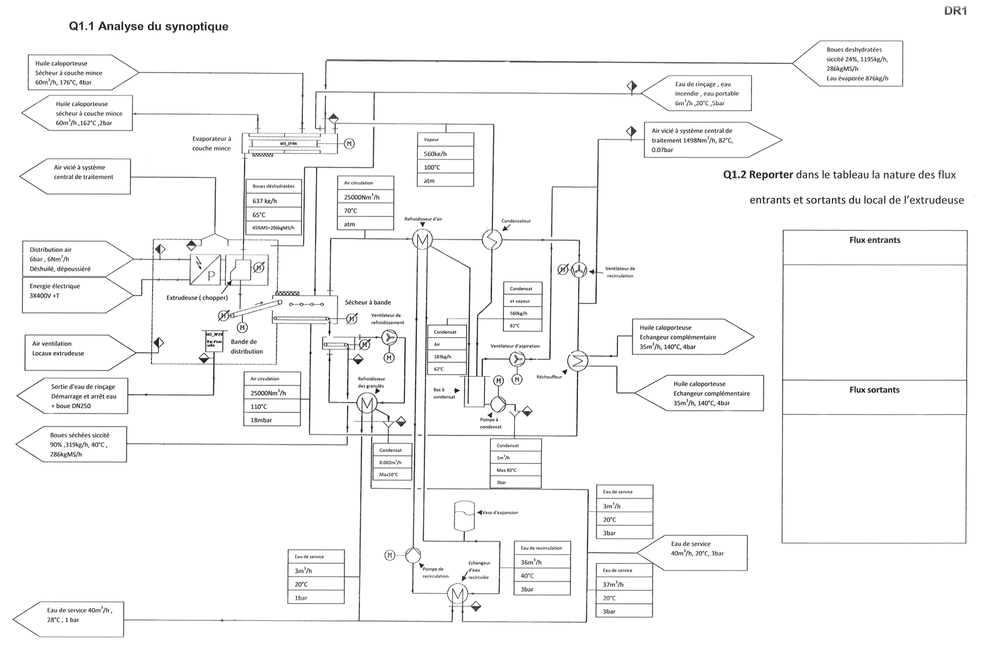 DR1
Q1.1 Analyse du synoptique
Huile caloporteuse
Sécheur à couche mince
60m³/h, 176°C, 4bar
Huile caloporteuse
sécheur à couche mince
60m³/h ,162°C ,2bar
Boues deshydratées
siccité 24%, 1195kg/h,
286kgMS/h
Eau évaporée 876kg/h
Eau de rinçage , eau
incendie , eau portable
6m³/h ,20°C ,5bar
Air vicié à système central de
traitement 1498Nm³/h, 82°C,
0.07bar
Evaporateur à
couche mince
663_EF106
M
Vapeur
560kg/h
100°C
atm
Air vicié à système
central de traitement
Boues déshydratées
637 kg/h
65°C
45%MS=206kgMS/h
Air circulation
25000Nm³/h
70°C
atm
Q1.2 Reporter dans le tableau la nature des flux
entrants et sortants du local de l'extrudeuse
Flux entrants
Flux sortants
Refroidisseur d'air
Condensateur
Distribution air
6bar , 6Nm²/h
Déshuilé, dépoussiéré
Energie électrique
3X400V +T
P
M
Extrudeuse ( chopper)
M
M
Sécheur à bande
M
M
Ventilateur de
recirculation
Condensat
et vapeur
560kg/h
82°C
Ventilateur de
refroidissement
M
M
663_RP210
Bac d'eau
usée
Bande de
distribution
Air ventilation
Locaux extrudeuse
Condensat
Air
183kg/h
62°C
Ventilateur d'aspiration
M
Huile caloporteuse
Echangeur complémentaire
35m³/h, 140°C, 4bar
Réchauffeur
Huile caloporteuse
Echangeur complémentaire
35m³/h, 140°C, 4bar
Sortie d'eau de rinçage
Démarrage et arrêt eau
+ boue DN250
Air circulation
25000Nm³/h
110°C
18mbar
Refroidisseur
des granulés
Bac à
condensat
M
Pompe à
condensat
Boues séchées siccité
90% ,319kg/h, 40°C ,
286kgMS/h
Condensat
0.002m³/h
Max50°C
Condensat
1m³/h
Max 80°C
3bar
Vase d'expansion
Eau de service
3m³/h
20°C
3bar
Eau de service
40m³/h, 20°C, 3bar
Eau de service
37m³/h
20°C
3bar
Eau de service
3m³/h
20°C
1bar
M
Pompe de
recirculation
Echangeur
d'eau
recirculée
Eau de recirculation
36m³/h
40°C
3bar
Eau de service 40m³/h ,
28°C , 1 bar